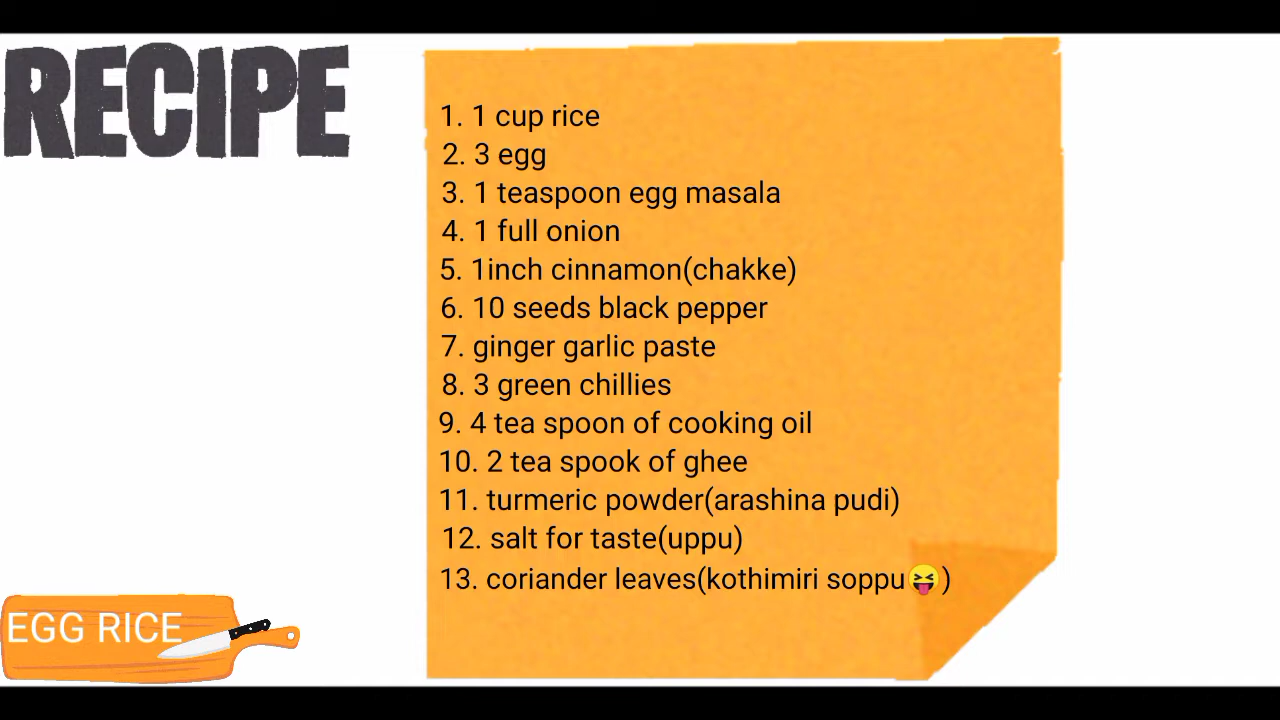 RECIPE
1. 1 cup rice
2. 3 egg
3. 1 teaspoon egg masala
4. 1 full onion
5. 1inch cinnamon(chakke)
6. 10 seeds black pepper
7. ginger garlic paste
8. 3 green chillies
9. 4 tea spoon of cooking oil
10. 2 tea spook of ghee
11. turmeric powder(arashina pudi)
12. salt for taste(uppu)
13. coriander leaves(kothimiri soppu😝)
EGG RICE